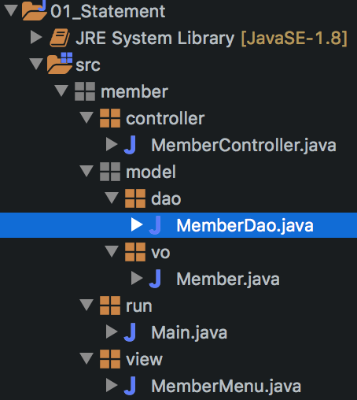 01_Statement
JRE System Library [JavaSE-1.8]
src
member
controller
MemberController.java
model
dao
MemberDao.java
vo
Member.java
run
Main.java
view
MemberMenu.java